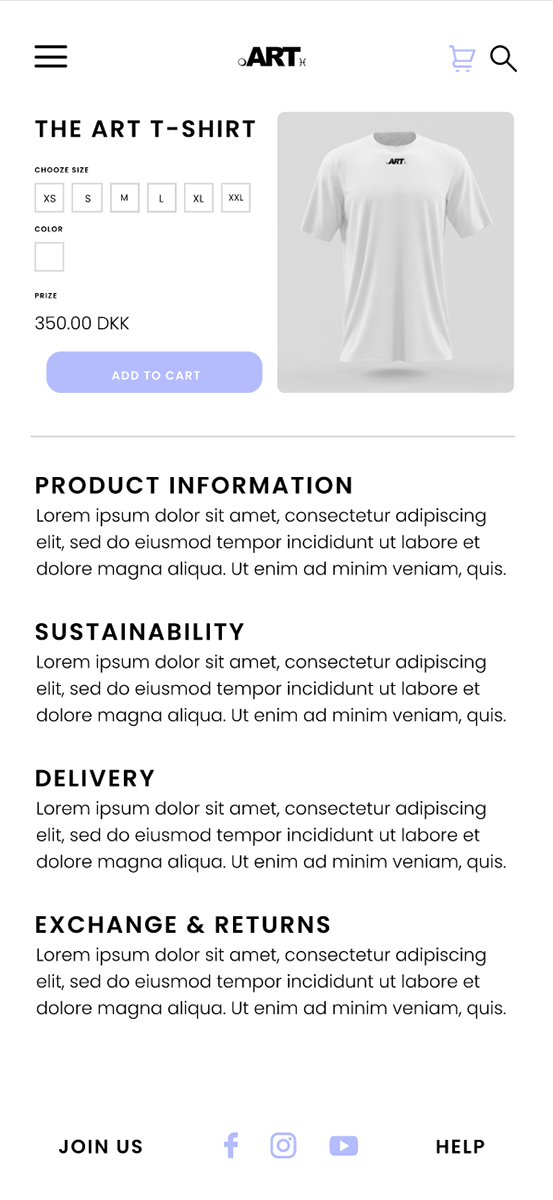 ART
THE ART T-SHIRT
CHOOZE SIZE
XS S M L XL XXL
COLOR
PRIZE
350.00 DKK
ADD TO CART
ART
PRODUCT INFORMATION
Lorem ipsum dolor sit amet, consectetur adipiscing
elit, sed do eiusmod tempor incididunt ut labore et
dolore magna aliqua. Ut enim ad minim veniam, quis.
SUSTAINABILITY
Lorem ipsum dolor sit amet, consectetur adipiscing
elit, sed do eiusmod tempor incididunt ut labore et
dolore magna aliqua. Ut enim ad minim veniam, quis.
DELIVERY
Lorem ipsum dolor sit amet, consectetur adipiscing
elit, sed do eiusmod tempor incididunt ut labore et
dolore magna aliqua. Ut enim ad minim veniam, quis.
EXCHANGE & RETURNS
Lorem ipsum dolor sit amet, consectetur adipiscing
elit, sed do eiusmod tempor incididunt ut labore et
dolore magna aliqua. Ut enim ad minim veniam, quis.
JOIN US
HELP